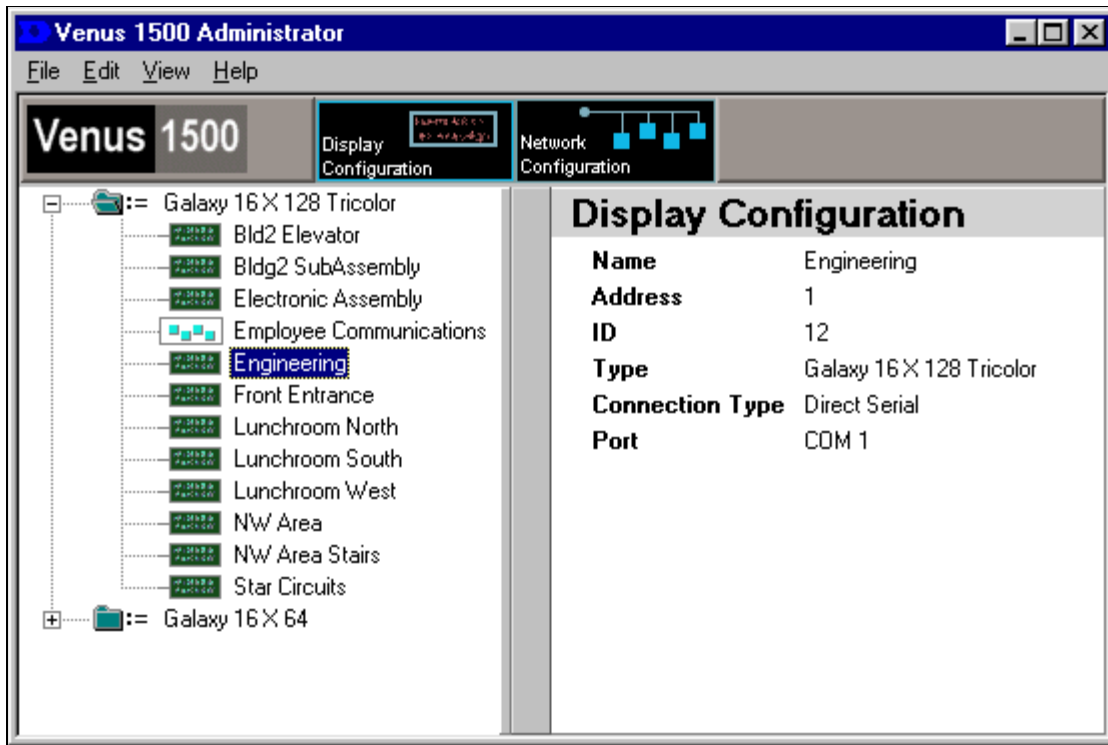 Venus 1500 Administrator
File Edit View Help
Venus 1500
Display Configuration
Network Configuration
Galaxy 16 X 128 Tricolor
Bld2 Elevator
Bldg2 SubAssembly
Electronic Assembly
Employee Communications
Engineering
Front Entrance
Lunchroom North
Lunchroom South
Lunchroom West
NW Area
NW Area Stairs
Star Circuits
Galaxy 16 X 64
Display Configuration
Name Engineering
Address 1
ID 12
Type Galaxy 16 X 128 Tricolor
Connection Type Direct Serial
Port COM 1